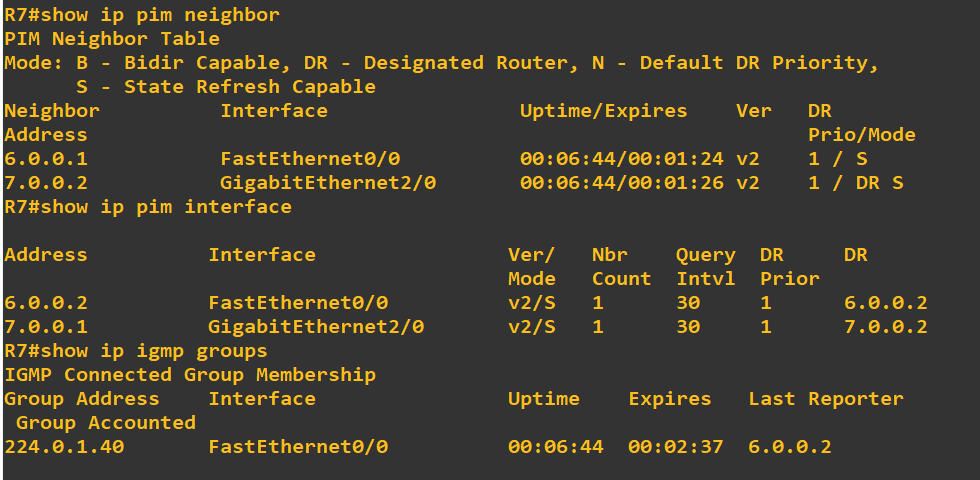 R7#show ip pim neighbor
PIM Neighbor Table
Mode: B - Bidir Capable, DR - Designated Router, N - Default DR Priority,
      S - State Refresh Capable
Neighbor          Interface                Uptime/Expires    Ver   DR
Address                                                            Prio/Mode
6.0.0.1           FastEthernet0/0          00:06:44/00:01:24 v2    1 / S
7.0.0.2           GigabitEthernet2/0       00:06:44/00:01:26 v2    1 / DR S
R7#show ip pim interface

Address          Interface                Ver/   Nbr    Query  DR     DR
                                          Mode   Count  Intvl  Prior
6.0.0.2          FastEthernet0/0          v2/S   1      30     1      6.0.0.2
7.0.0.1          GigabitEthernet2/0       v2/S   1      30     1      7.0.0.2
R7#show ip igmp groups
IGMP Connected Group Membership
Group Address    Interface                Uptime    Expires   Last Reporter
 Group Accounted
224.0.1.40       FastEthernet0/0          00:06:44  00:02:37  6.0.0.2